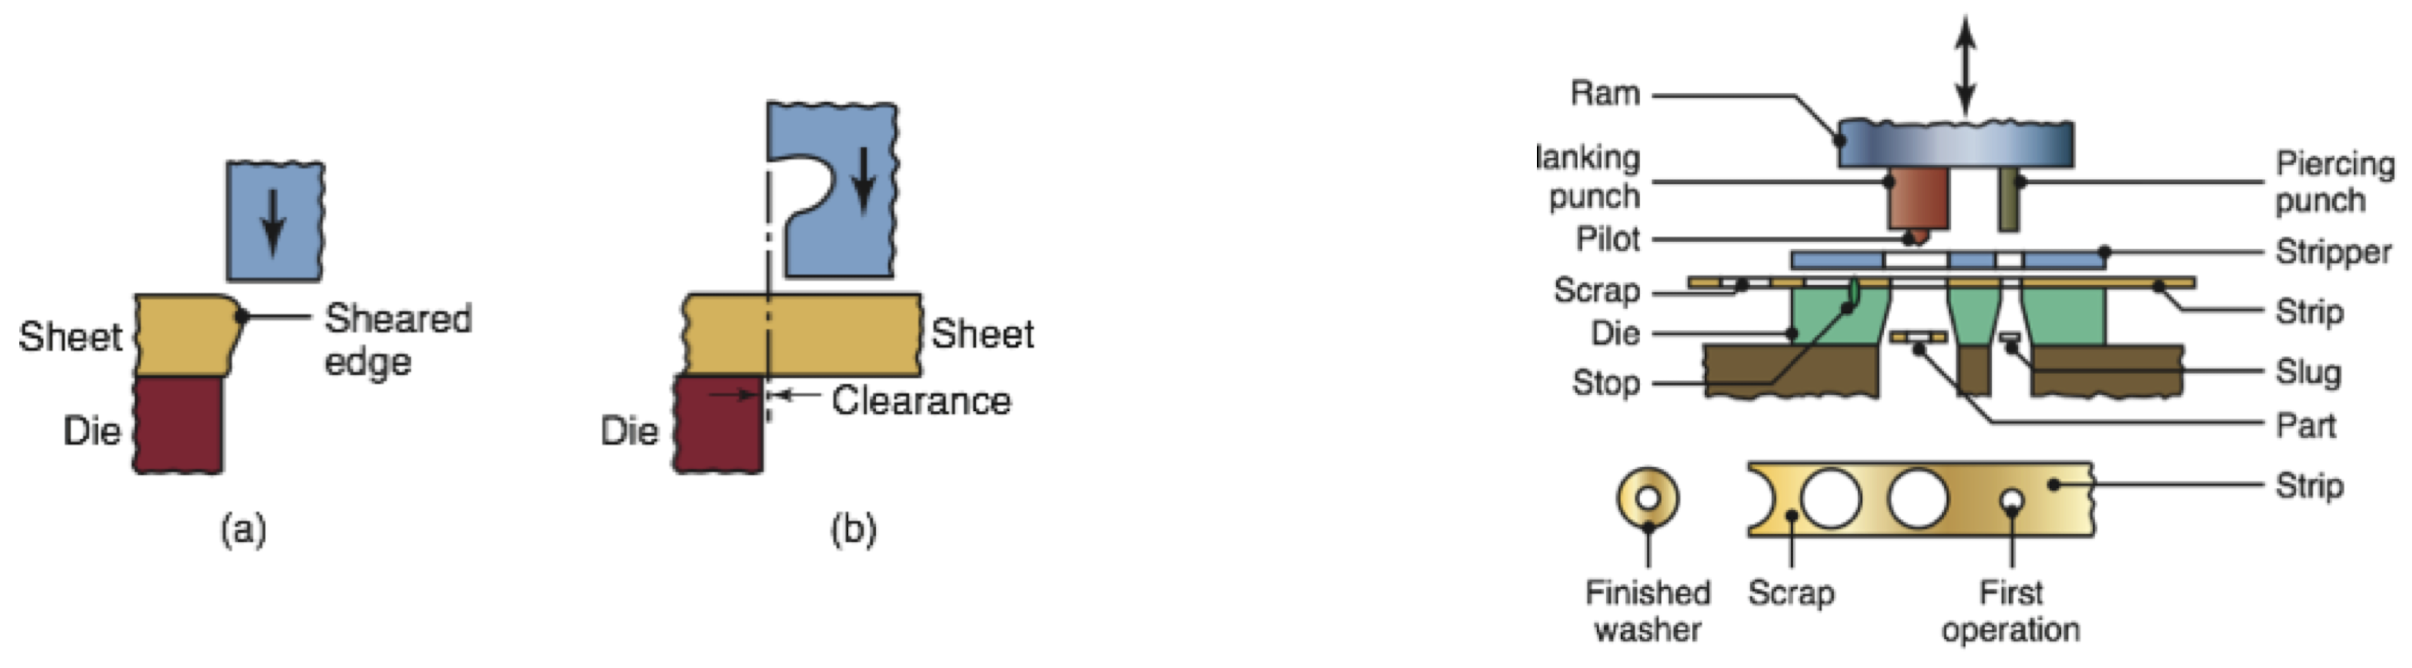 Sheet
Sheared
edge
Die
(a)
Sheet
Clearance
Die
(b)
Ram
lanking
punch
Pilot
Scrap
Die
Stop
Piercing
punch
Stripper
Strip
Slug
Part
Strip
Finished
washer
Scrap
First
operation